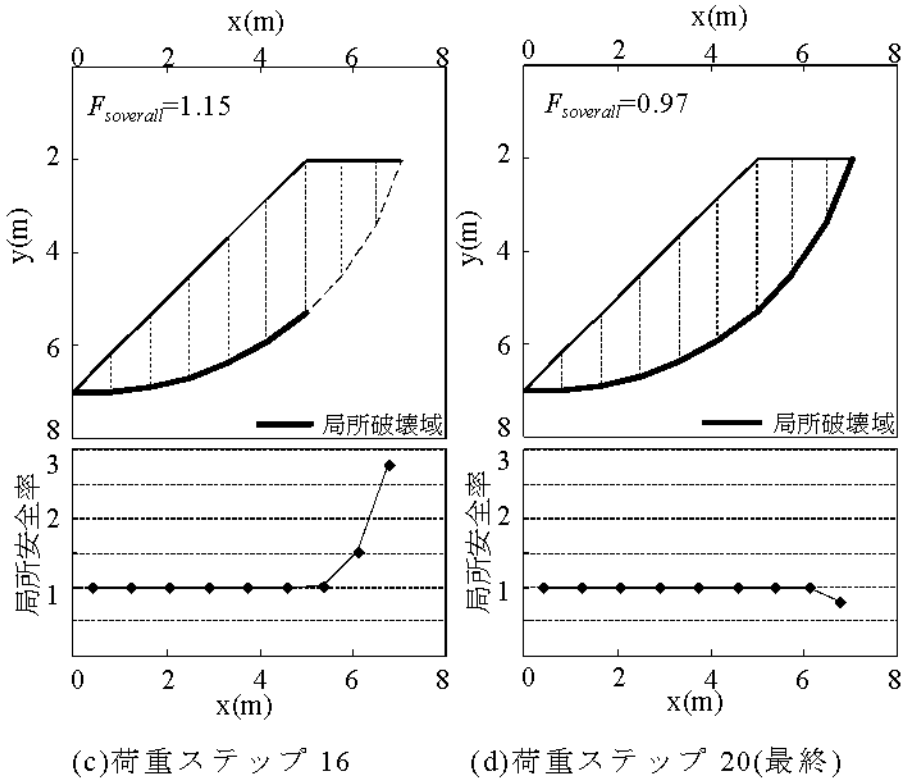 x(m)
0 2 4 6 8
F_soverall=1.15
2
4
6
8
y(m)
局所破壊域
3
2
1
局所安全率
0 2 4 6 8
x(m)
(c)荷重ステップ 16
x(m)
0 2 4 6 8
F_soverall=0.97
2
4
6
8
y(m)
局所破壊域
3
2
1
局所安全率
0 2 4 6 8
x(m)
(d)荷重ステップ 20(最終)